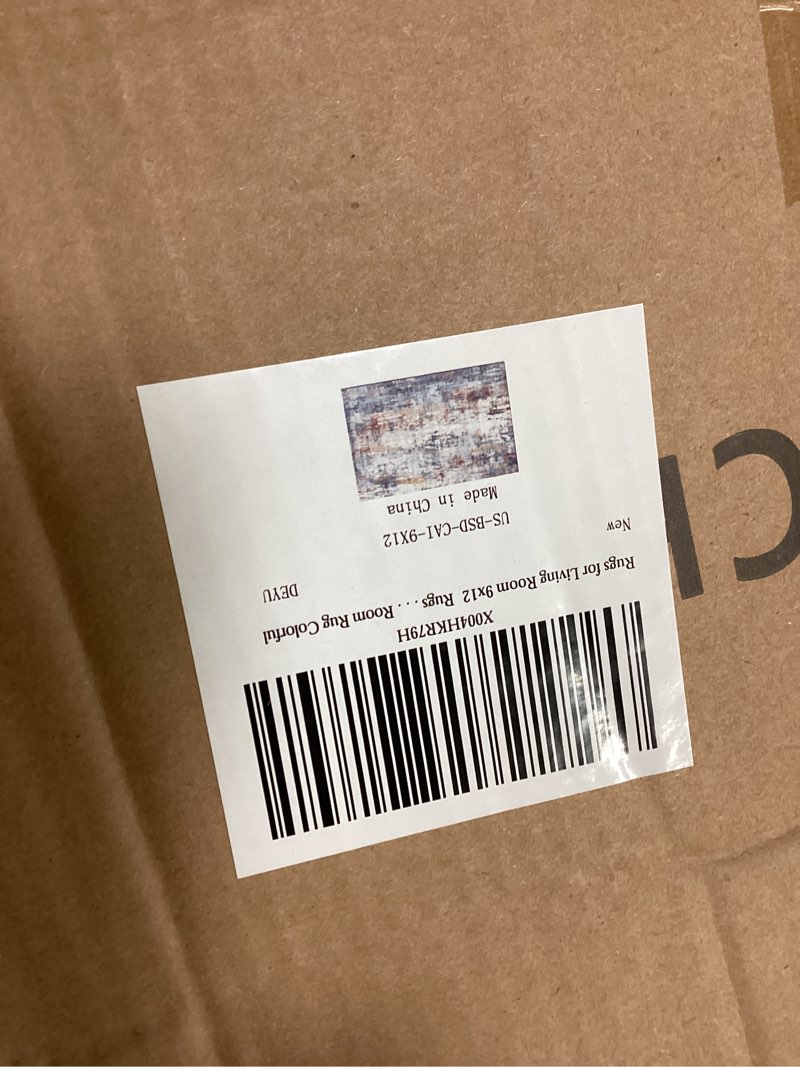 X004HKR79H
Rugs for Living Room 9x12 Rugs . . . . Room Rug Colorful
New DEYU
US-BSD-CAI-9X12
Made in China